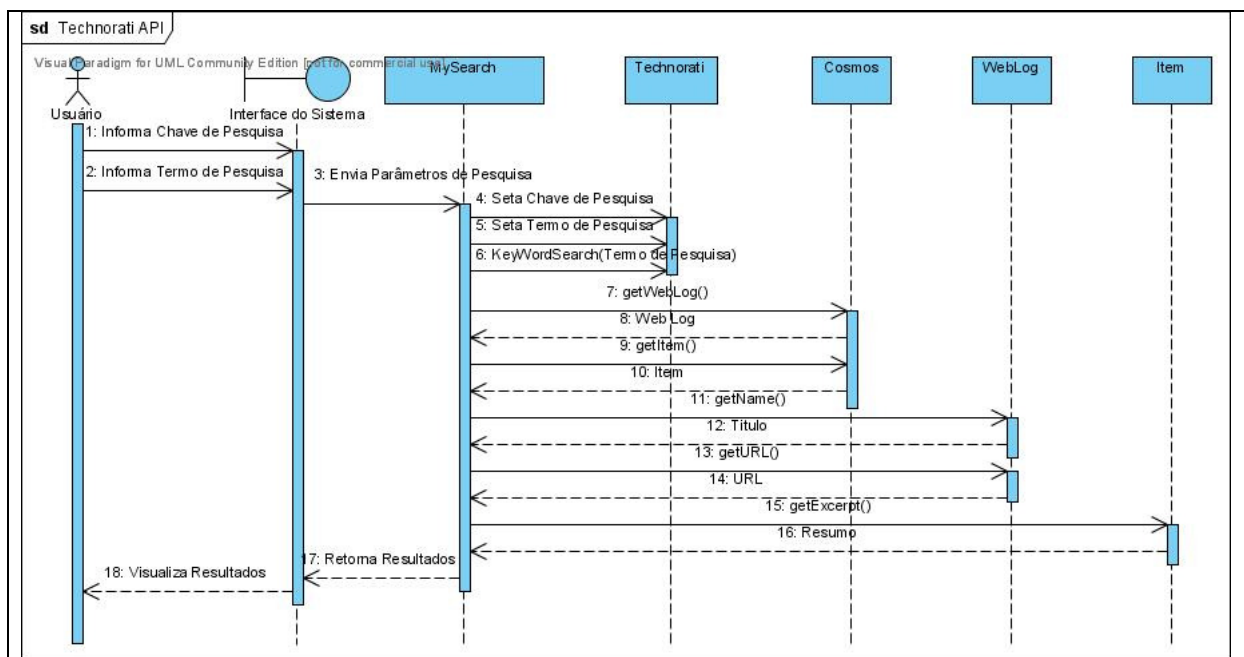 sd Technorati API
Visual Paradigm for UML Community Edition [not for commercial use]
MySearch
Technorati
Cosmos
WebLog
Item
Usuário
Interface do Sistema
1: Informa Chave de Pesquisa
2: Informa Termo de Pesquisa
3: Envia Parâmetros de Pesquisa
4: Seta Chave de Pesquisa
5: Seta Termo de Pesquisa
6: KeyWordSearch(Termo de Pesquisa)
7: getWebLog()
8: Web Log
9: getItem()
10: Item
11: getName()
12: Titulo
13: getURL()
14: URL
15: getExcerpt()
16: Resumo
17: Retorna Resultados
18: Visualiza Resultados